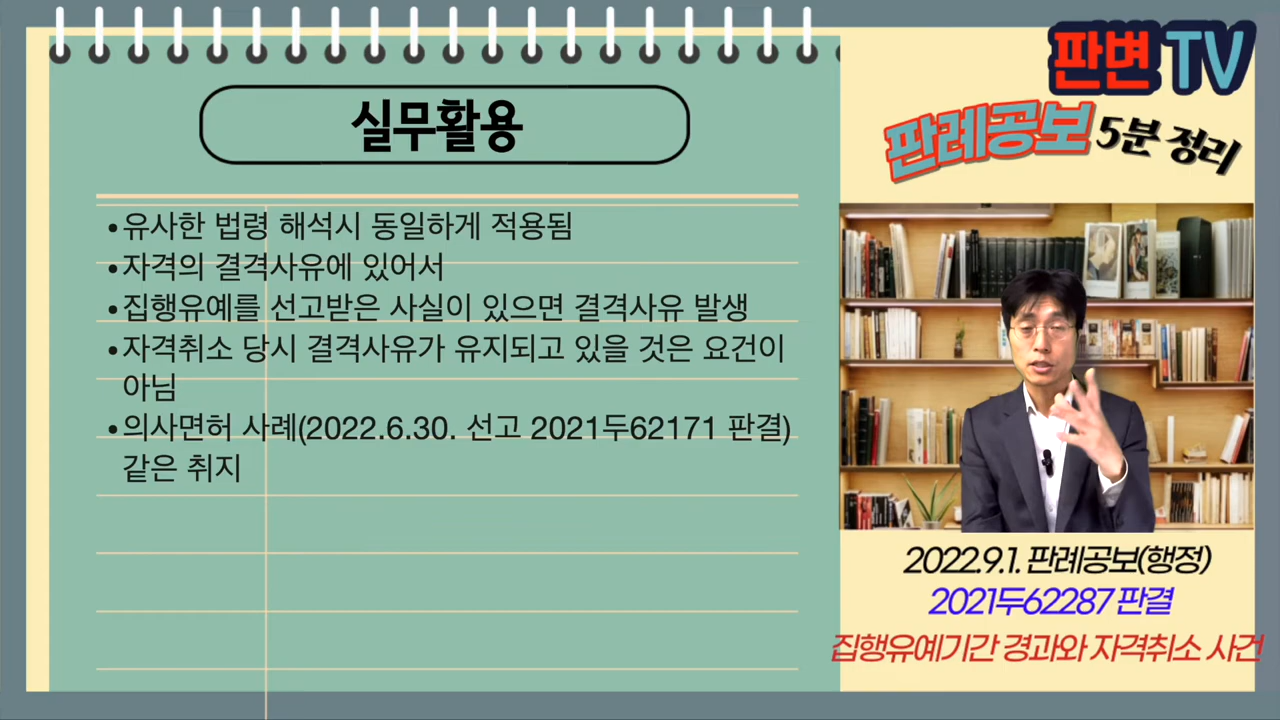 판변 TV
판례공보 5분 정리
실무활용
•유사한 법령 해석시 동일하게 적용됨
•자격의 결격사유에 있어서
•집행유예를 선고받은 사실이 있으면 결격사유 발생
•자격취소 당시 결격사유가 유지되고 있을 것은 요건이
아님
•의사면허 사례(2022.6.30. 선고 2021두62171 판결)
같은 취지
2022.9.1. 판례공보(행정)
2021두62287 판결
집행유예기간 경과와 자격취소 사건